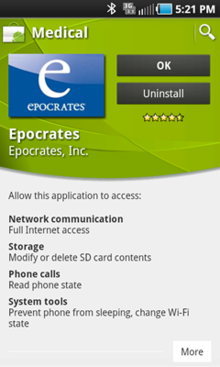 5:21 PM
Medical
e
EPOCRATES
OK
Uninstall
Epocrates
Epocrates, Inc.
Allow this application to access:
Network communication
Full Internet access
Storage
Modify or delete SD card contents
Phone calls
Read phone state
System tools
Prevent phone from sleeping, change Wi-Fi
state
More